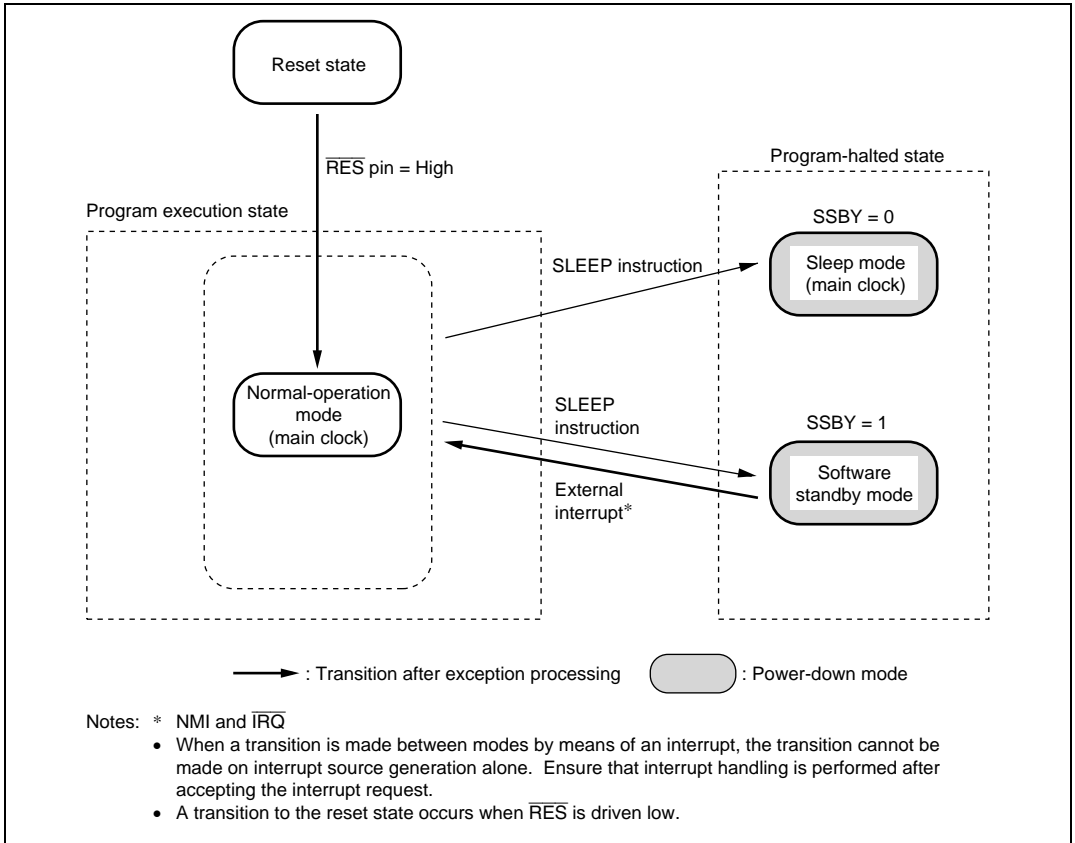 Reset state
R̅E̅S̅ pin = High
Program-halted state
Program execution state
SSBY = 0
SLEEP instruction
Sleep mode
(main clock)
Normal-operation
mode
(main clock)
SLEEP
instruction
SSBY = 1
Software
standby mode
External
interrupt*
: Transition after exception processing
: Power-down mode
Notes: * NMI and I̅R̅Q̅
• When a transition is made between modes by means of an interrupt, the transition cannot be
made on interrupt source generation alone. Ensure that interrupt handling is performed after
accepting the interrupt request.
• A transition to the reset state occurs when R̅E̅S̅ is driven low.